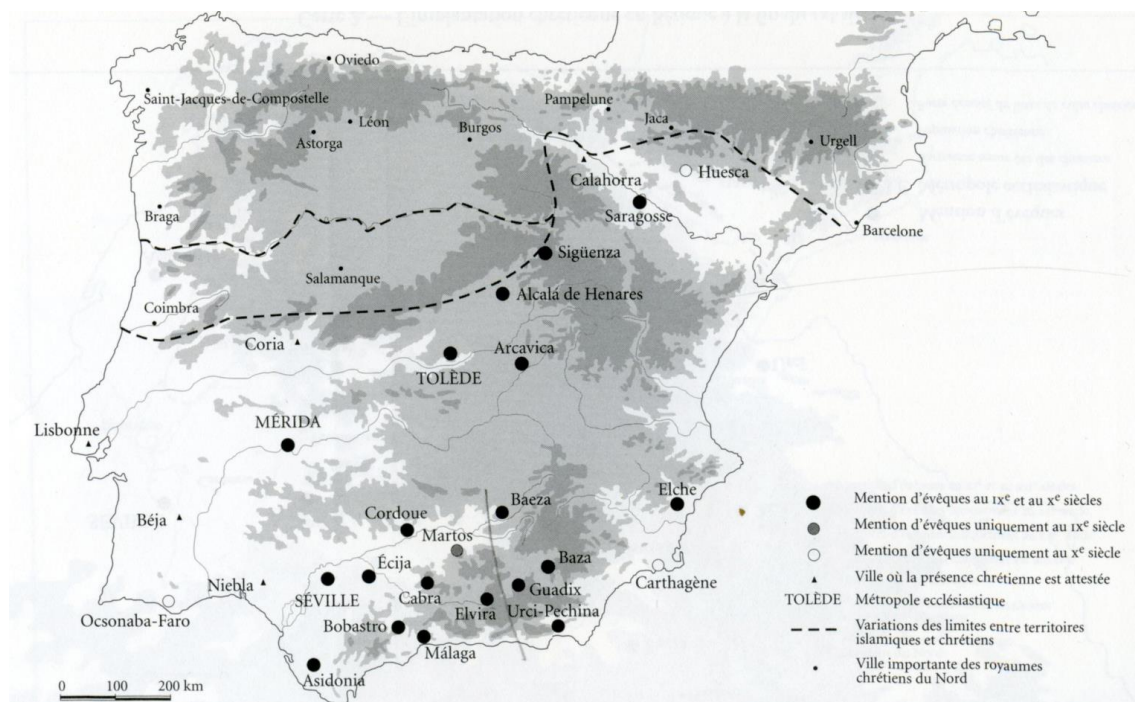 Oviedo
Saint-Jacques-de-Compostelle
Pampelune
Léon
Burgos
Jaca
Astorga
Urgell
Calahorra
Huesca
Braga
Saragosse
Barcelone
Sigüenza
Salamanque
Alcalá de Henares
Coimbra
Coria
Arcavica
TOLÈDE
MÉRIDA
Lisbonne
Elche
Baeza
Béja
Cordoue
Martos
Baza
Écija
Niebla
Carthagène
SÉVILLE
Cabra
Guadix
Elvira
Urci-Pechina
Ocsonaba-Faro
Bobastro
Málaga
Asidonia
0 100 200 km
Mention d'évêques au IXe et au Xe siècles
Mention d'évêques uniquement au IXe siècle
Mention d'évêques uniquement au Xe siècle
Ville où la présence chrétienne est attestée
TOLÈDE Métropole ecclésiastique
Variations des limites entre territoires
islamiques et chrétiens
Ville importante des royaumes
chrétiens du Nord